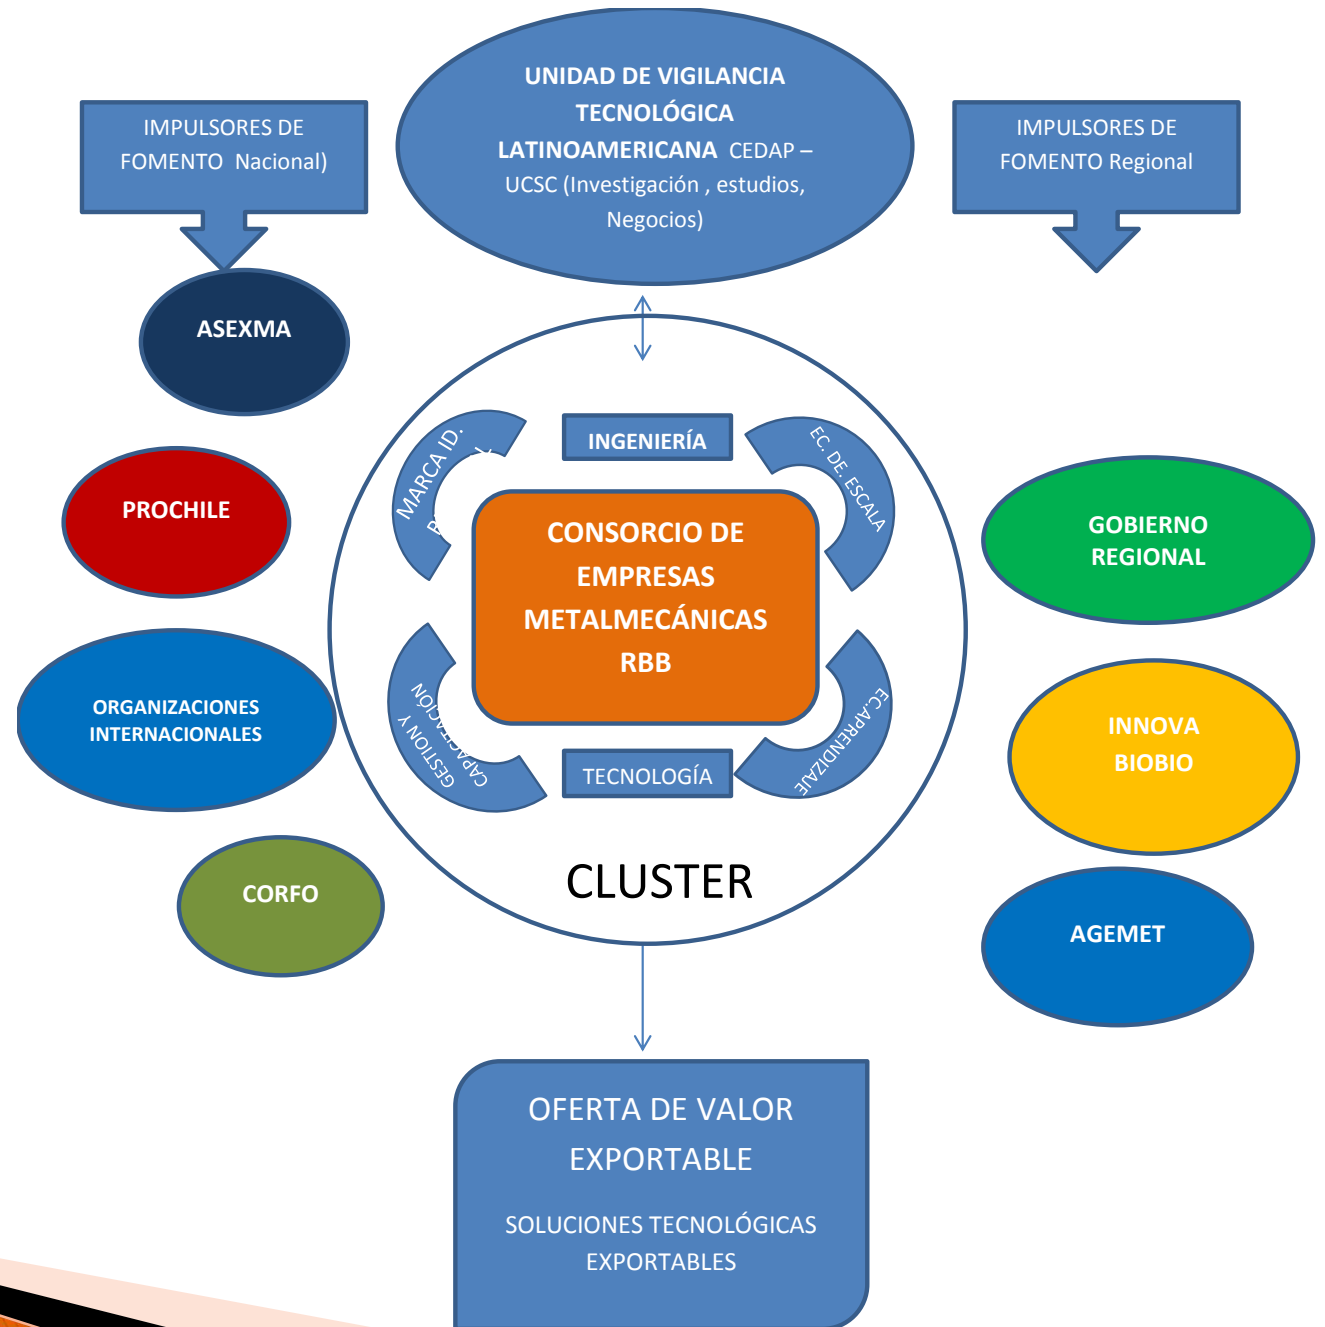 UNIDAD DE VIGILANCIA
TECNOLÓGICA
LATINOAMERICANA CEDAP –
UCSC (Investigación , estudios,
Negocios)
IMPULSORES DE
FOMENTO Nacional)
IMPULSORES DE
FOMENTO Regional
ASEXMA
PROCHILE
ORGANIZACIONES
INTERNACIONALES
CORFO
MARCA ID.
INGENIERÍA
EC. DE. ESCALA
CONSORCIO DE
EMPRESAS
METALMECÁNICAS
RBB
GESTION Y
CAPACITACIÓN
TECNOLOGÍA
EC.APRENDIZAJE
CLUSTER
GOBIERNO
REGIONAL
INNOVA
BIOBIO
AGEMET
OFERTA DE VALOR
EXPORTABLE
SOLUCIONES TECNOLÓGICAS
EXPORTABLES